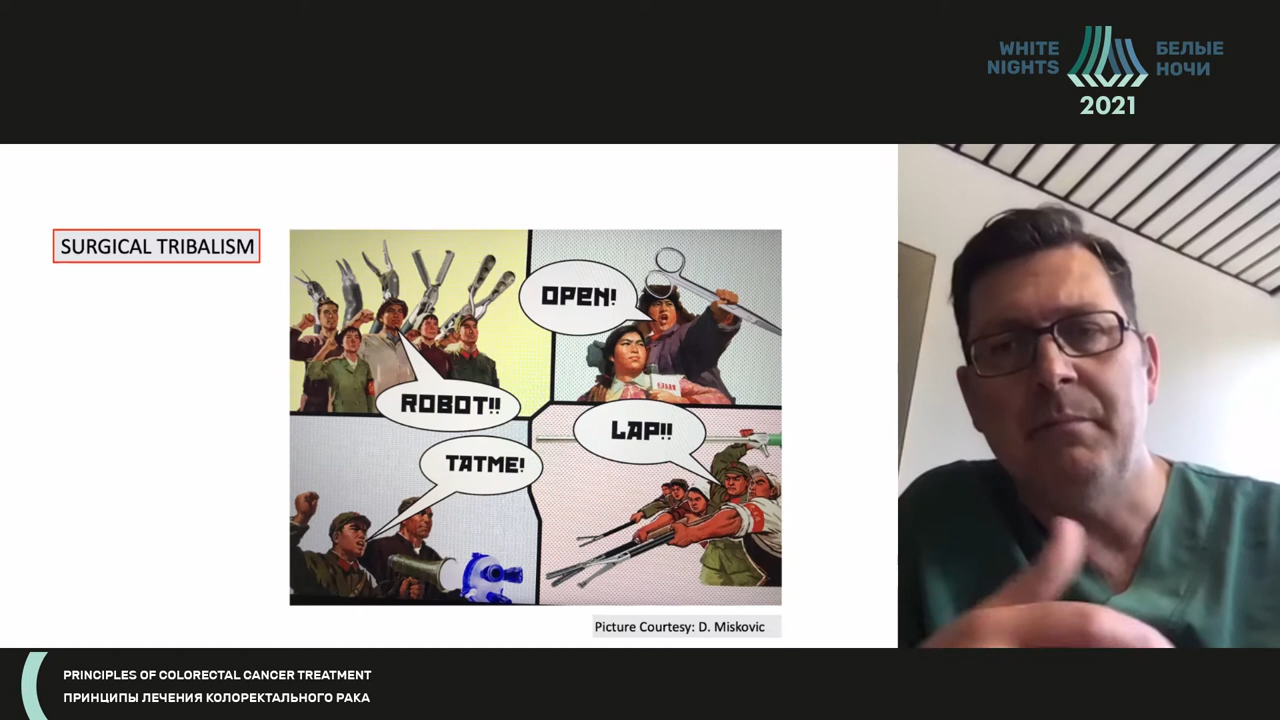 WHITE
NIGHTS
БЕЛЫЕ
НОЧИ
2021
SURGICAL TRIBALISM
OPEN!
ROBOT!!
LAP!!
TATME!
Picture Courtesy: D. Miskovic
PRINCIPLES OF COLORECTAL CANCER TREATMENT
ПРИНЦИПЫ ЛЕЧЕНИЯ КОЛОРЕКТАЛЬНОГО РАКА